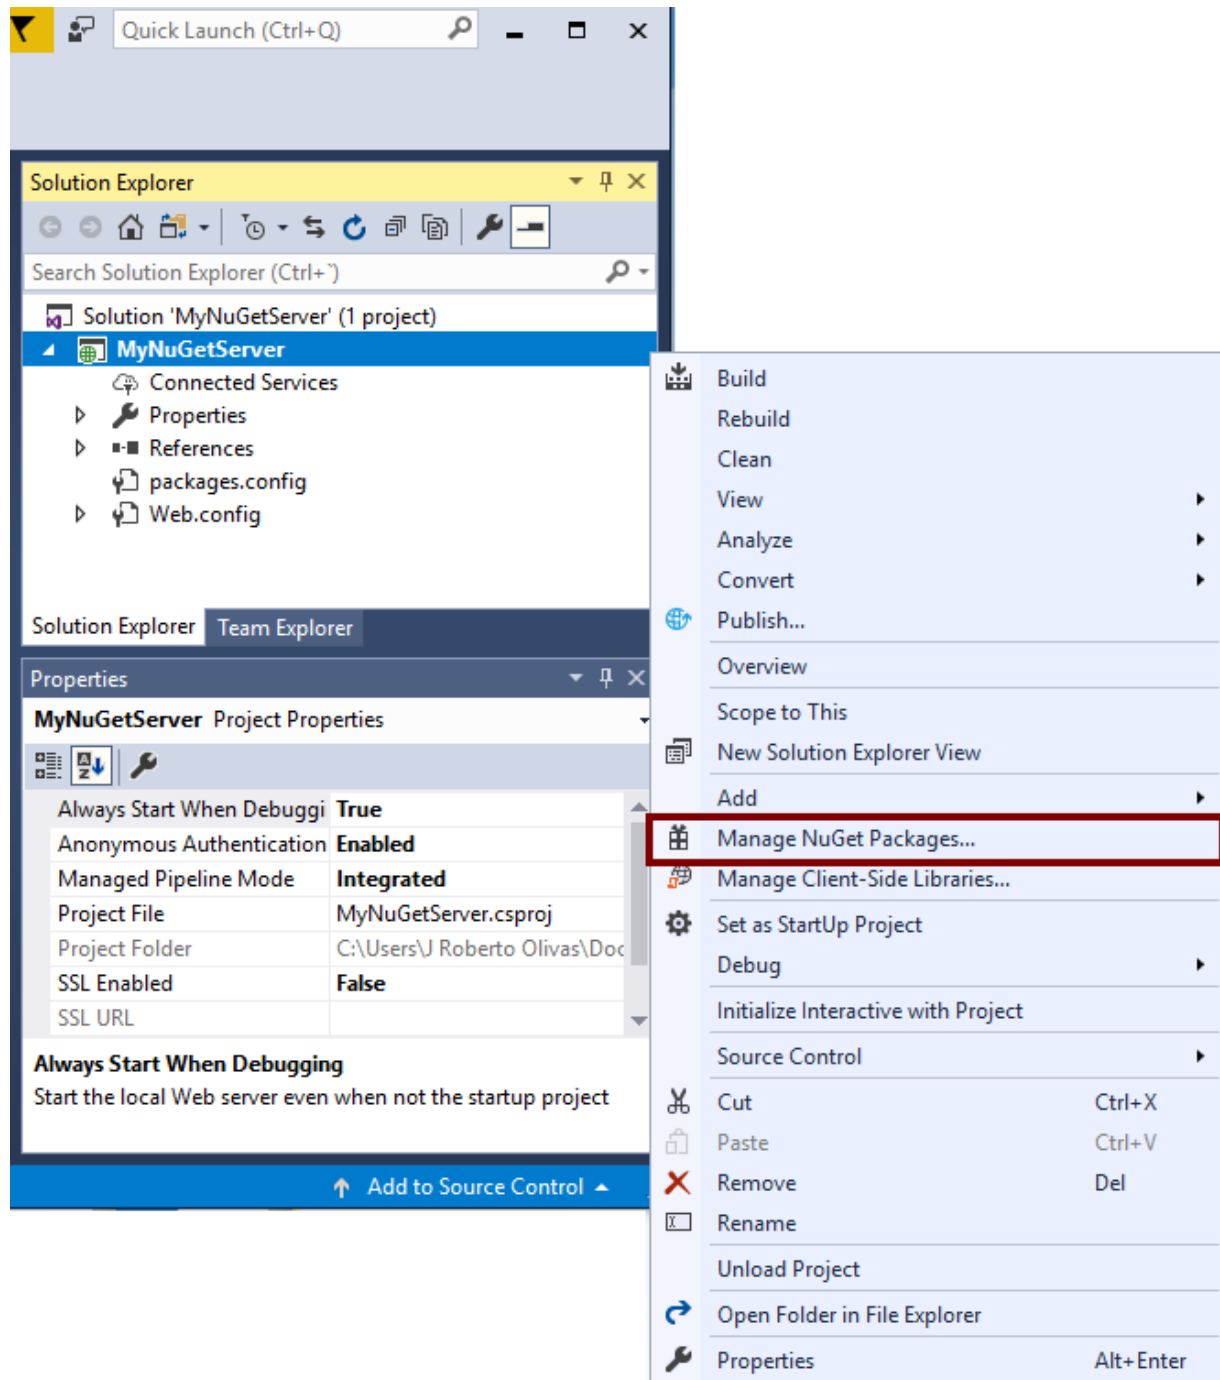 Quick Launch (Ctrl+Q)
Solution Explorer
Search Solution Explorer (Ctrl+`)
Solution 'MyNuGetServer' (1 project)
MyNuGetServer
Connected Services
Properties
References
packages.config
Web.config
Solution Explorer Team Explorer
Properties
MyNuGetServer Project Properties
Always Start When Debuggi True
Anonymous Authentication Enabled
Managed Pipeline Mode Integrated
Project File MyNuGetServer.csproj
Project Folder C:\Users\J Roberto Olivas\Doc
SSL Enabled False
SSL URL
Always Start When Debugging
Start the local Web server even when not the startup project
Add to Source Control
Build
Rebuild
Clean
View
Analyze
Convert
Publish...
Overview
Scope to This
New Solution Explorer View
Add
Manage NuGet Packages...
Manage Client-Side Libraries...
Set as StartUp Project
Debug
Initialize Interactive with Project
Source Control
Cut Ctrl+X
Paste Ctrl+V
Remove Del
Rename
Unload Project
Open Folder in File Explorer
Properties Alt+Enter